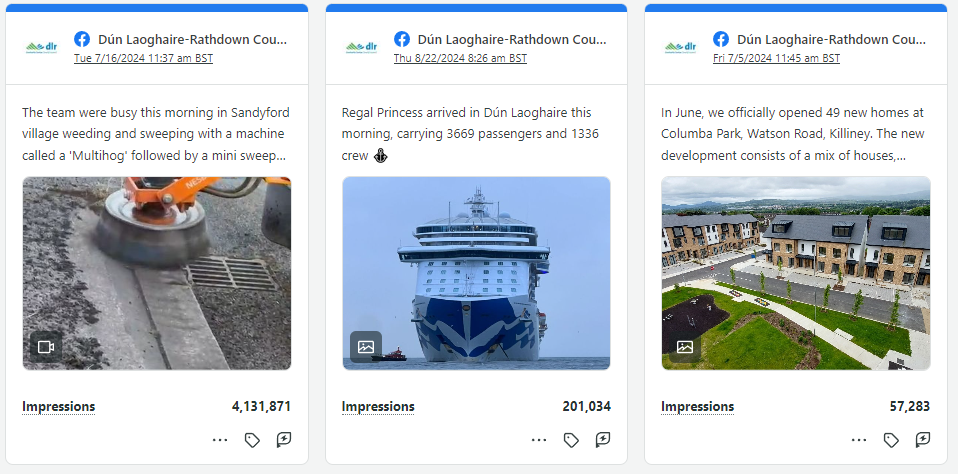 dlr
Dún Laoghaire-Rathdown Cou...
Tue 7/16/2024 11:37 am BST
The team were busy this morning in Sandyford
village weeding and sweeping with a machine
called a 'Multihog' followed by a mini sweep...
Impressions 4,131,871
dlr
Dún Laoghaire-Rathdown Cou...
Thu 8/22/2024 8:26 am BST
Regal Princess arrived in Dún Laoghaire this
morning, carrying 3669 passengers and 1336
crew
Impressions 201,034
dlr
Dún Laoghaire-Rathdown Cou...
Fri 7/5/2024 11:45 am BST
In June, we officially opened 49 new homes at
Columba Park, Watson Road, Killiney. The new
development consists of a mix of houses,...
Impressions 57,283